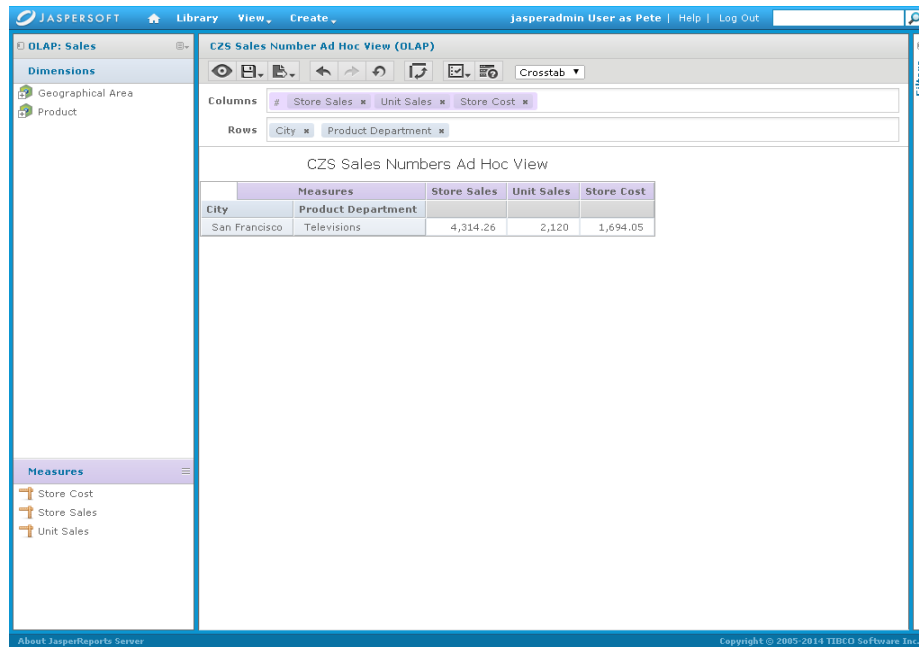 JASPERSOFT Library View Create jasperadmin User as Pete | Help | Log Out
OLAP: Sales
Dimensions
Geographical Area
Product
Measures
Store Cost
Store Sales
Unit Sales
CZS Sales Number Ad Hoc View (OLAP)
Crosstab
Columns # Store Sales × Unit Sales × Store Cost ×
Rows City × Product Department ×
CZS Sales Numbers Ad Hoc View
Measures Store Sales Unit Sales Store Cost
City Product Department
San Francisco Televisions 4,314.26 2,120 1,694.05
Filters
About JasperReports Server Copyright © 2005-2014 TIBCO Software Inc.